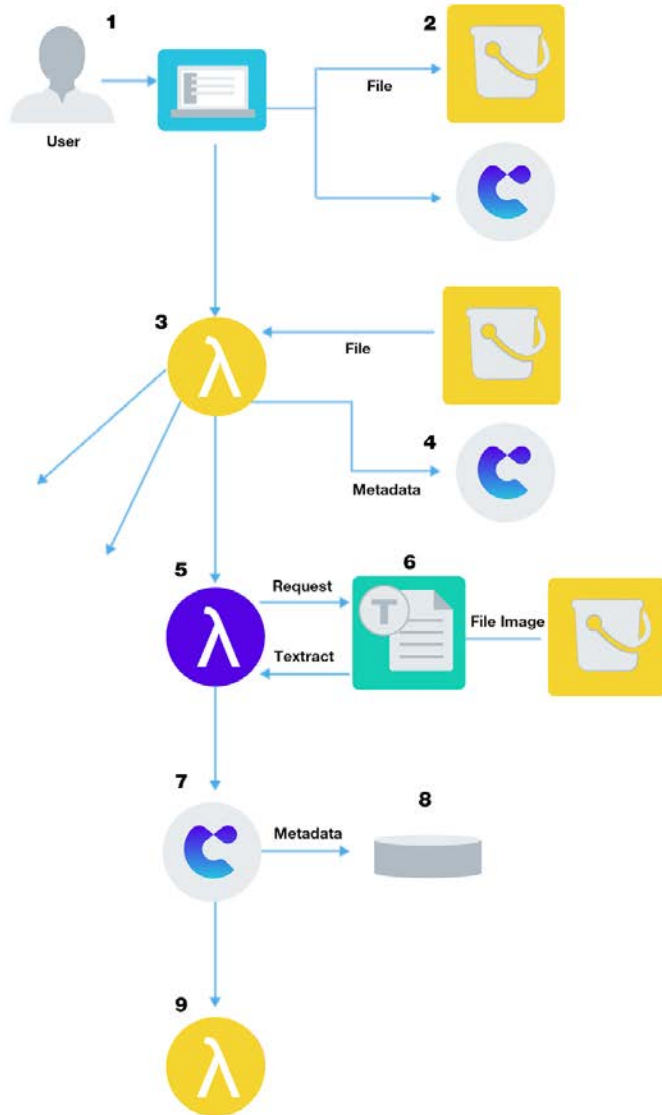 1
2
File
User
3
File
4
Metadata
5
6
Request
File Image
T
Textract
7
8
Metadata
9
λ
λ
λ